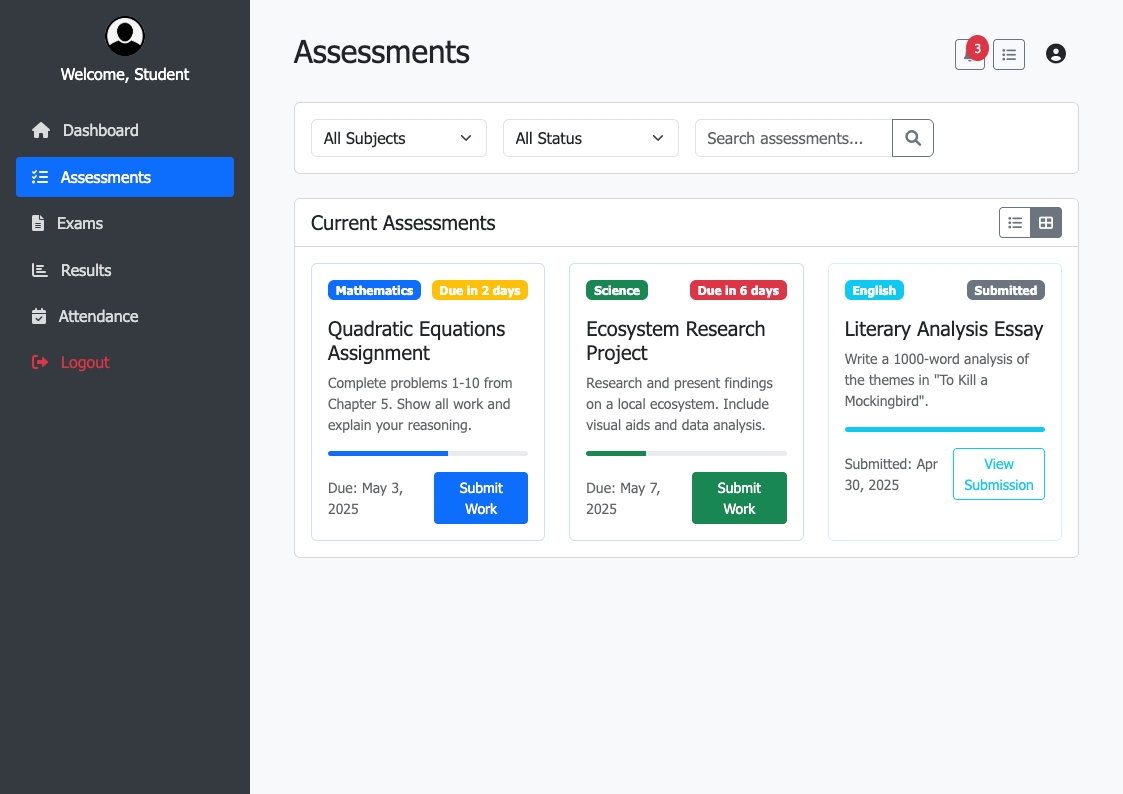 Welcome, Student
Dashboard
Assessments
Exams
Results
Attendance
Logout
Assessments
3
All Subjects
All Status
Search assessments...
Current Assessments
Mathematics
Due in 2 days
Quadratic Equations
Assignment
Complete problems 1-10 from
Chapter 5. Show all work and
explain your reasoning.
Due: May 3,
2025
Submit
Work
Science
Due in 6 days
Ecosystem Research
Project
Research and present findings
on a local ecosystem. Include
visual aids and data analysis.
Due: May 7,
2025
Submit
Work
English
Submitted
Literary Analysis Essay
Write a 1000-word analysis of
the themes in "To Kill a
Mockingbird".
Submitted: Apr
30, 2025
View
Submission